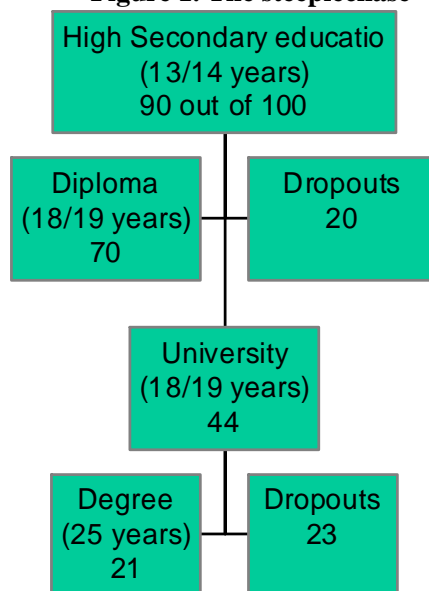 Figure 1. The steeplechase
High Secondary educatio
(13/14 years)
90 out of 100
Diploma
(18/19 years)
70
Dropouts
20
University
(18/19 years)
44
Degree
(25 years)
21
Dropouts
23